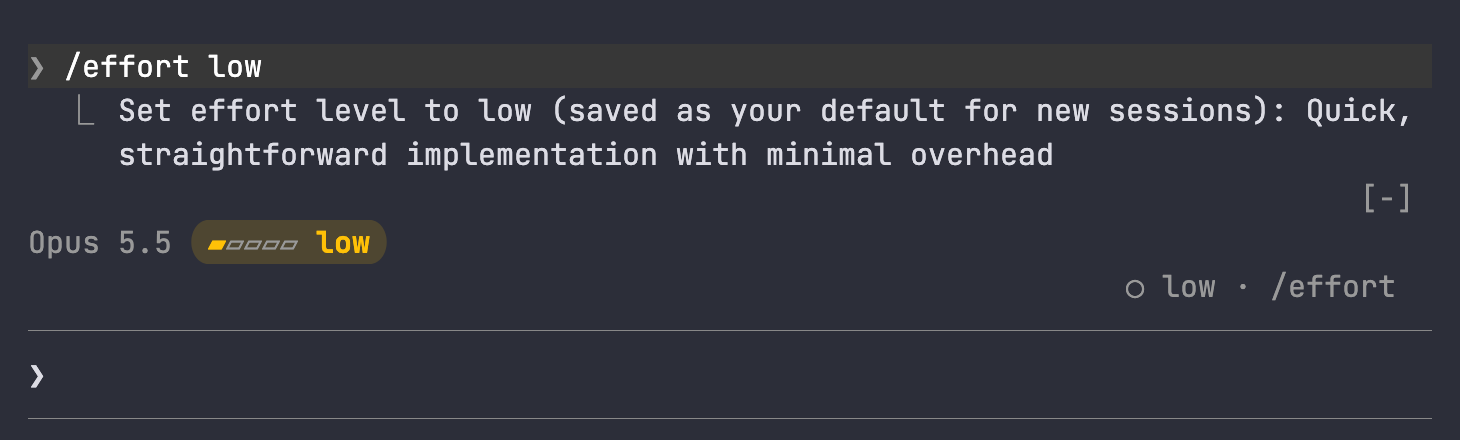 ❯ /effort low
⎿ Set effort level to low (saved as your default for new sessions): Quick,
straightforward implementation with minimal overhead
[-]
Opus 5.5 ▰▱▱▱▱ low
○ low · /effort
❯